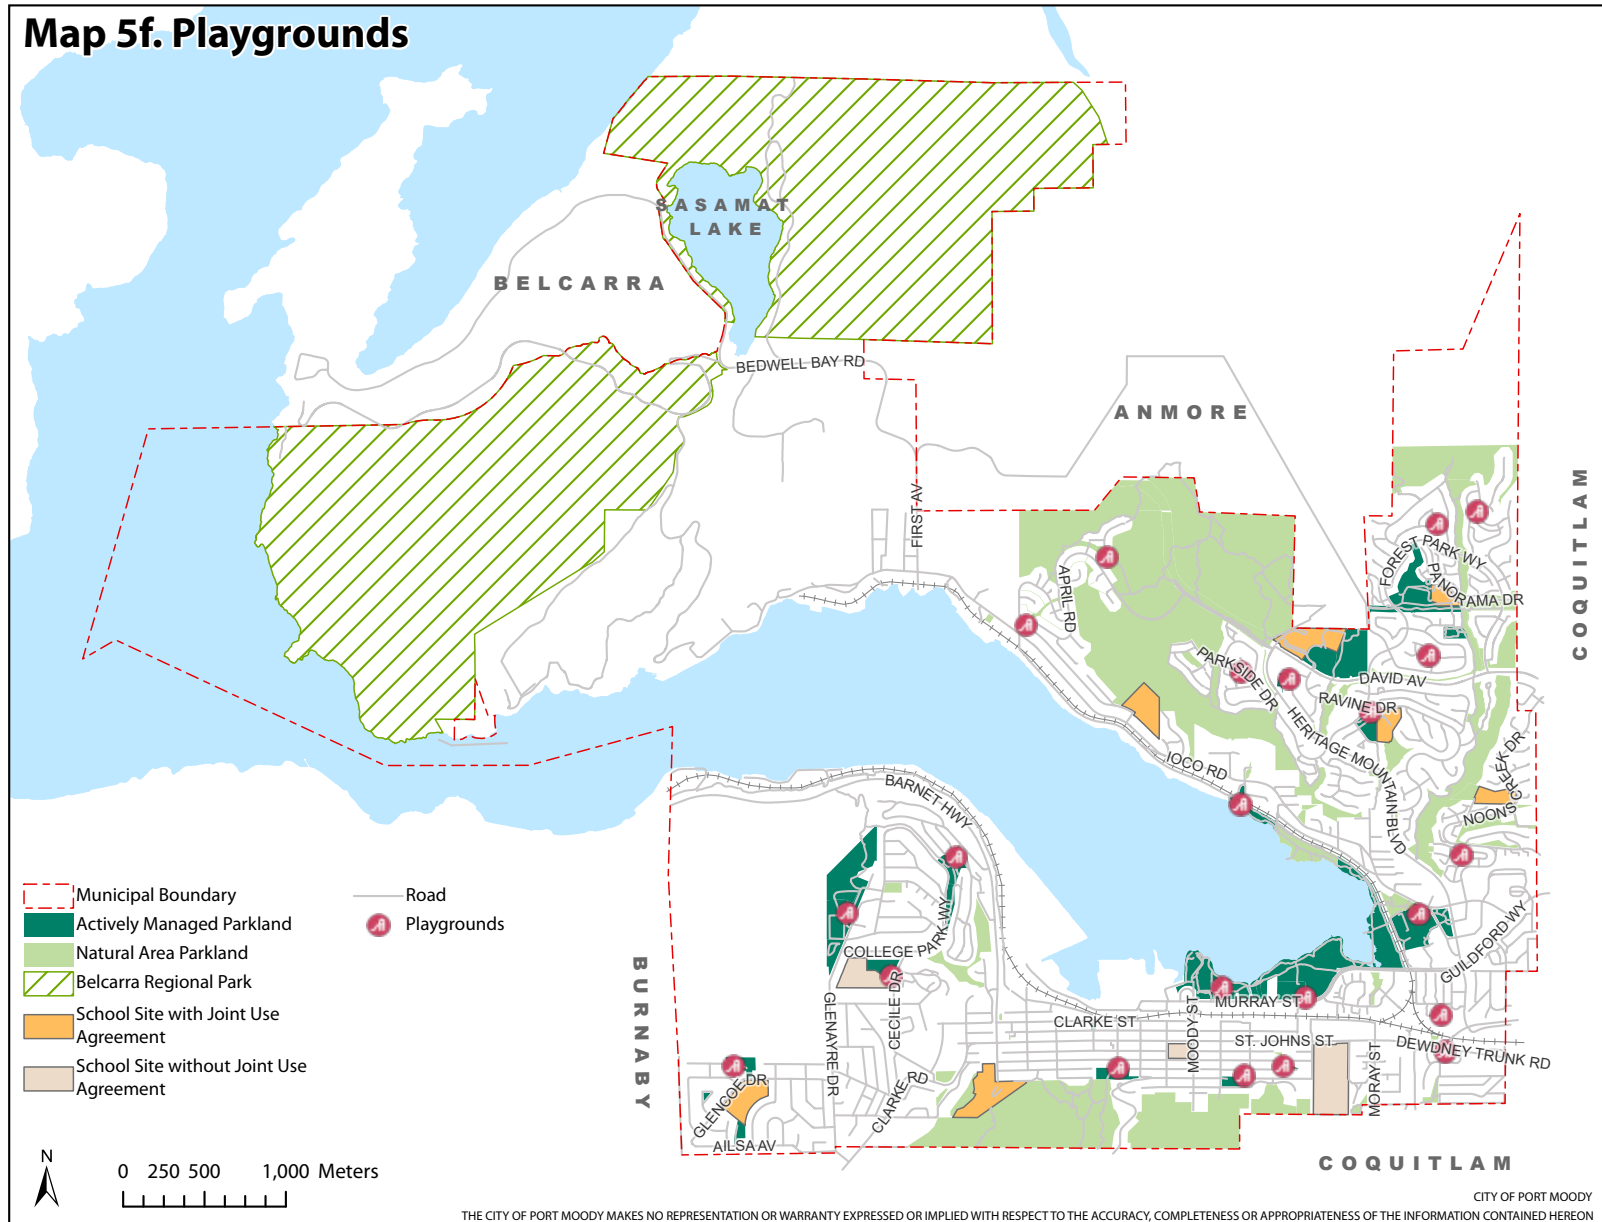 Map 5f. Playgrounds
SASAMAT
LAKE
BELCARRA
BEDWELL BAY RD
ANMORE
COQUITLAM
FIRST AV
FOREST PARK WY
PANORAMA DR
APRIL RD
PARKSIDE DR
DAVID AV
RAVINE DR
HERITAGE MOUNTAIN BLVD
IOCO RD
NOONS CREEK DR
BARNET HWY
Municipal Boundary
Actively Managed Parkland
Natural Area Parkland
Belcarra Regional Park
School Site with Joint Use
Agreement
School Site without Joint Use
Agreement
Road
Playgrounds
COLLEGE PARK WY
GUILDFORD WY
BURNABY
GLENAYRE DR
CECILE DR
MURRAY ST
CLARKE ST
MOODY ST
ST. JOHNS ST
DEWDNEY TRUNK RD
MORAY ST
CLARKE RD
GLENCOE DR
AILSA AV
COQUITLAM
N
0 250 500 1,000 Meters
CITY OF PORT MOODY
THE CITY OF PORT MOODY MAKES NO REPRESENTATION OR WARRANTY EXPRESSED OR IMPLIED WITH RESPECT TO THE ACCURACY, COMPLETENESS OR APPROPRIATENESS OF THE INFORMATION CONTAINED HEREON